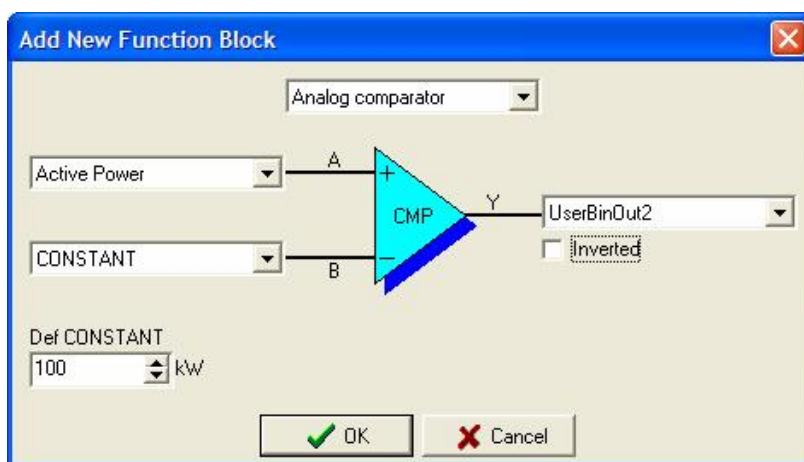 Add New Function Block
Analog comparator
Active Power
A
+
CMP
Y
UserBinOut2
Inverted
CONSTANT
B
−
Def CONSTANT
100 kW
OK
Cancel